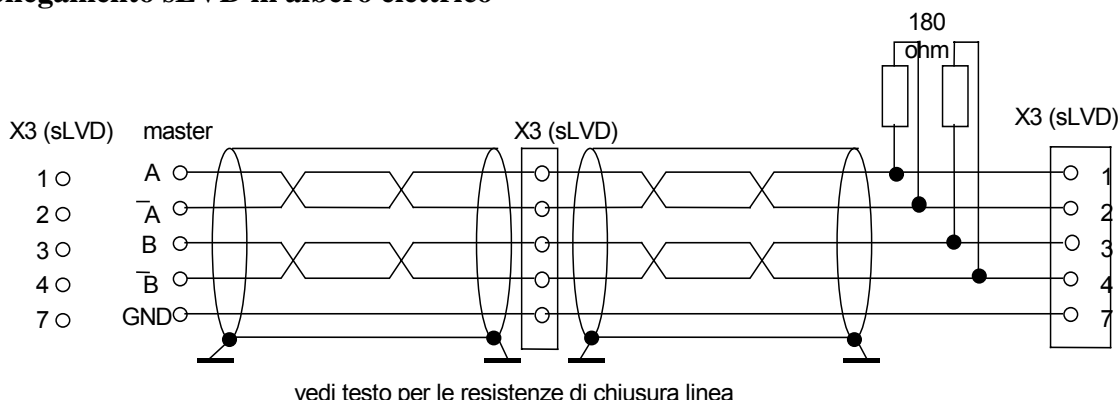 collegamento sLVD in albero elettrico
180
ohm
X3 (sLVD) master X3 (sLVD) X3 (sLVD)
1 A 1
2 A̅ 2
3 B 3
4 B̅ 4
7 GND 7
vedi testo per le resistenze di chiusura linea